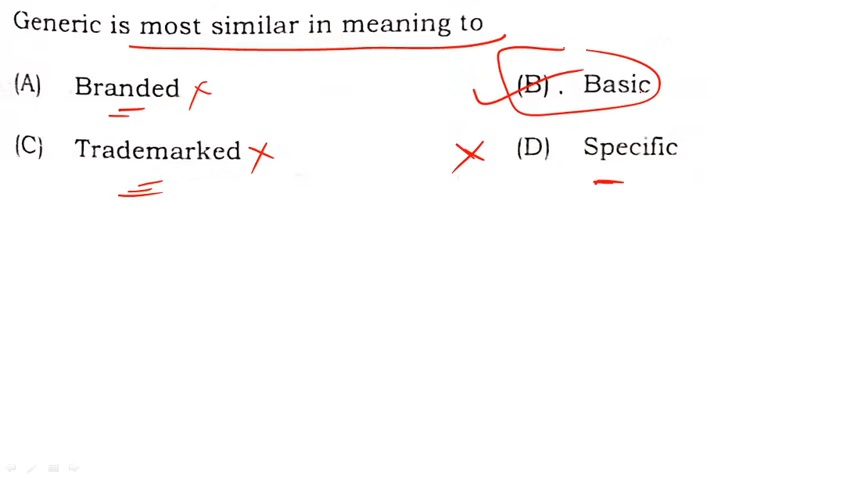 Generic is most similar in meaning to
(A) Branded
(B) . Basic
(C) Trademarked
(D) Specific